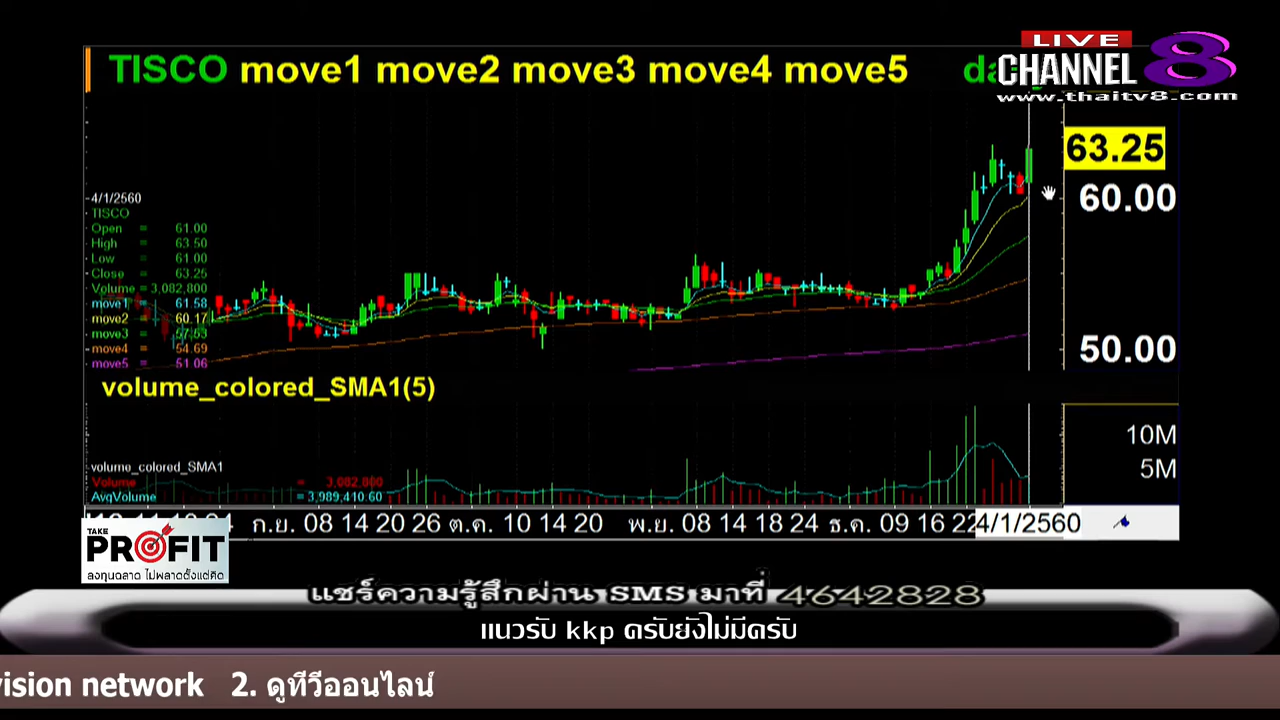 LIVE
CHANNEL 8
www.thaitv8.com
TISCO move1 move2 move3 move4 move5
63.25
60.00
50.00
4/1/2560
TISCO
Open = 61.00
High = 63.50
Low = 61.00
Close = 63.25
Volume = 3,082,800
move1 = 61.58
move2 = 60.17
move3 = 57.53
move4 = 54.69
move5 = 51.06
volume_colored_SMA1(5)
10M
5M
volume_colored_SMA1
Volume = 3,082,800
AvgVolume = 3,989,410.60
ก.ย. 08 14 20 26 ต.ค. 10 14 20 พ.ย. 08 14 18 24 ธ.ค. 09 16 22 4/1/2560
TAKE
PROFIT
ลงทุนฉลาด ไม่พลาดตั้งแต่คิด
แชร์ความรู้สึกผ่าน SMS มาที่ 4642828
แนวรับ kkp ครับยังไม่มีครับ
vision network 2. ดูทีวีออนไลน์